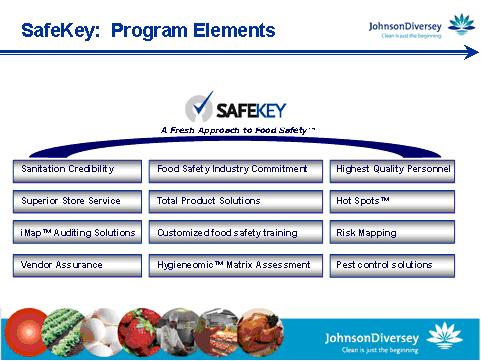 SafeKey: Program Elements
JohnsonDiversey
Clean is just the beginning
SAFEKEY
A Fresh Approach to Food Safety™
Sanitation Credibility
Food Safety Industry Commitment
Highest Quality Personnel
Superior Store Service
Total Product Solutions
Hot Spots™
iMap™ Auditing Solutions
Customized food safety training
Risk Mapping
Vendor Assurance
Hygieneomic™ Matrix Assessment
Pest control solutions
JohnsonDiversey
Clean is just the beginning